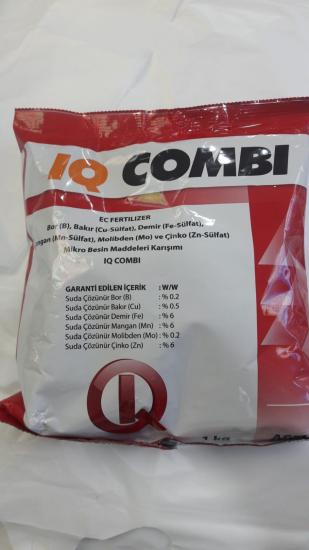 IQ COMBI
EC FERTILIZER
Bor (B), Bakır (Cu-Sülfat), Demir (Fe-Sülfat),
(Mn-Sülfat), Molibden (Mo) ve Çinko (Zn-Sülfat)
Mikro Besin Maddeleri Karışımı
IQ COMBI
GARANTİ EDİLEN İÇERİK : W/W
Suda Çözünür Bor (B) : % 0.2
Suda Çözünür Bakır (Cu) : % 0.5
Suda Çözünür Demir (Fe) : % 6
Suda Çözünür Mangan (Mn) : % 6
Suda Çözünür Molibden (Mo) : % 0.2
Suda Çözünür Çinko (Zn) : % 6
IQ
1 kg